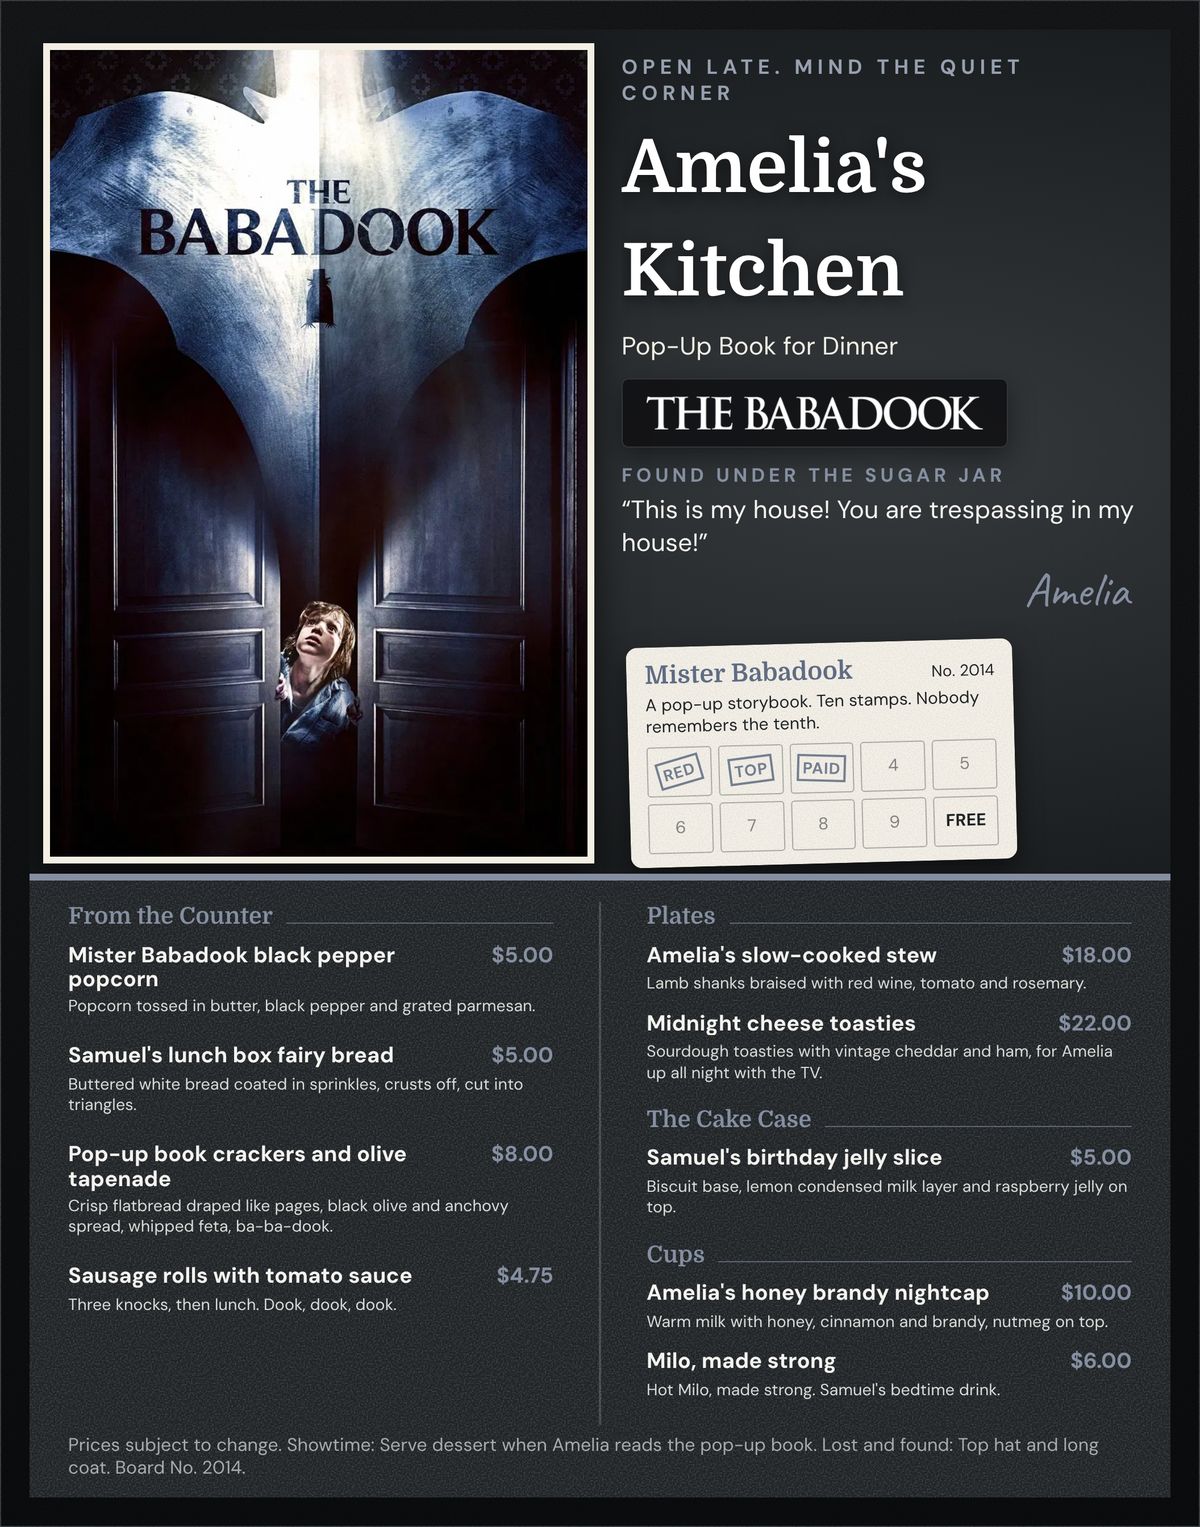 THE
BABADOOK
OPEN LATE. MIND THE QUIET
CORNER
Amelia's
Kitchen
Pop-Up Book for Dinner
THE BABADOOK
FOUND UNDER THE SUGAR JAR
“This is my house! You are trespassing in my
house!”
Amelia
Mister Babadook No. 2014
A pop-up storybook. Ten stamps. Nobody
remembers the tenth.
RED TOP PAID 4 5
6 7 8 9 FREE
From the Counter
Mister Babadook black pepper $5.00
popcorn
Popcorn tossed in butter, black pepper and grated parmesan.
Samuel's lunch box fairy bread $5.00
Buttered white bread coated in sprinkles, crusts off, cut into
triangles.
Pop-up book crackers and olive $8.00
tapenade
Crisp flatbread draped like pages, black olive and anchovy
spread, whipped feta, ba-ba-dook.
Sausage rolls with tomato sauce $4.75
Three knocks, then lunch. Dook, dook, dook.
Plates
Amelia's slow-cooked stew $18.00
Lamb shanks braised with red wine, tomato and rosemary.
Midnight cheese toasties $22.00
Sourdough toasties with vintage cheddar and ham, for Amelia
up all night with the TV.
The Cake Case
Samuel's birthday jelly slice $5.00
Biscuit base, lemon condensed milk layer and raspberry jelly on
top.
Cups
Amelia's honey brandy nightcap $10.00
Warm milk with honey, cinnamon and brandy, nutmeg on top.
Milo, made strong $6.00
Hot Milo, made strong. Samuel's bedtime drink.
Prices subject to change. Showtime: Serve dessert when Amelia reads the pop-up book. Lost and found: Top hat and long
coat. Board No. 2014.